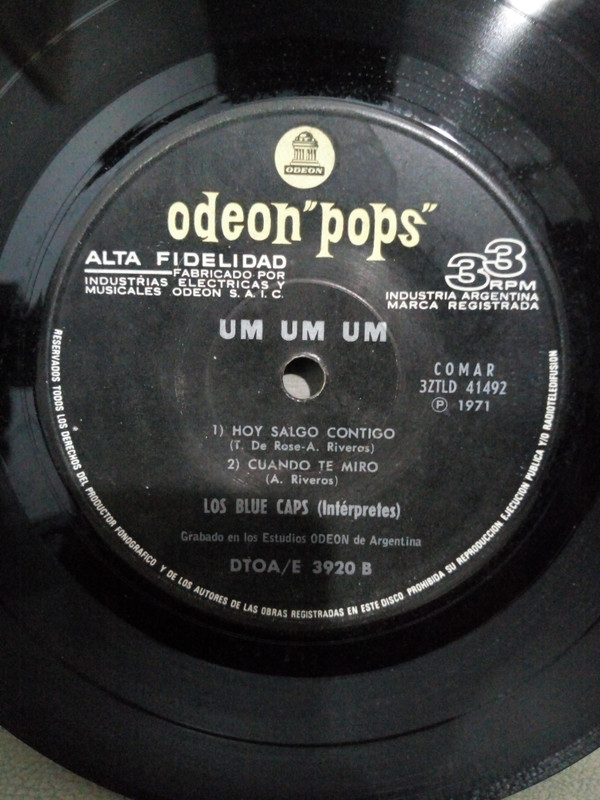 ODEON
odeon "pops"
ALTA FIDELIDAD
FABRICADO POR
INDUSTRIAS ELECTRICAS Y
MUSICALES ODEON S.A.I.C.
33
RPM
INDUSTRIA ARGENTINA
MARCA REGISTRADA
UM UM UM
COMAR
3ZTLD 41492
Ⓟ 1971
1) HOY SALGO CONTIGO
(T. De Rose-A. Riveros)
2) CUANDO TE MIRO
(A. Riveros)
LOS BLUE CAPS (Intérpretes)
Grabado en los Estudios ODEON de Argentina
DTOA/E 3920 B
RESERVADOS TODOS LOS DERECHOS DEL PRODUCTOR FONOGRAFICO Y DE LOS AUTORES DE LAS OBRAS REGISTRADAS EN ESTE DISCO PROHIBIDA SU REPRODUCCION EJECUCION PUBLICA Y/O RADIOTELEDIFUSION